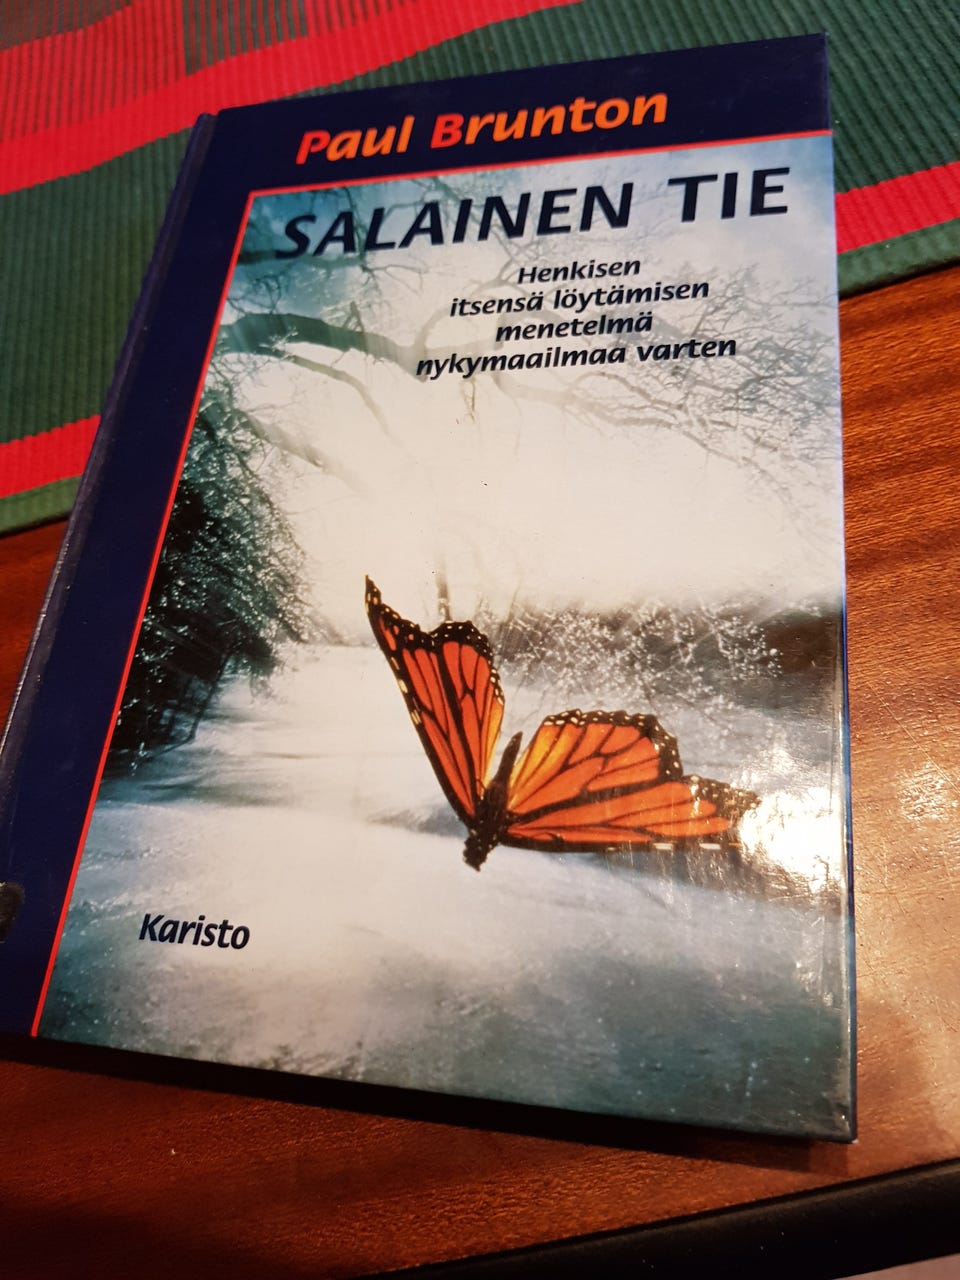 Paul Brunton
SALAINEN TIE
Henkisen
itsensä löytämisen
menetelmä
nykymaailmaa varten
Karisto